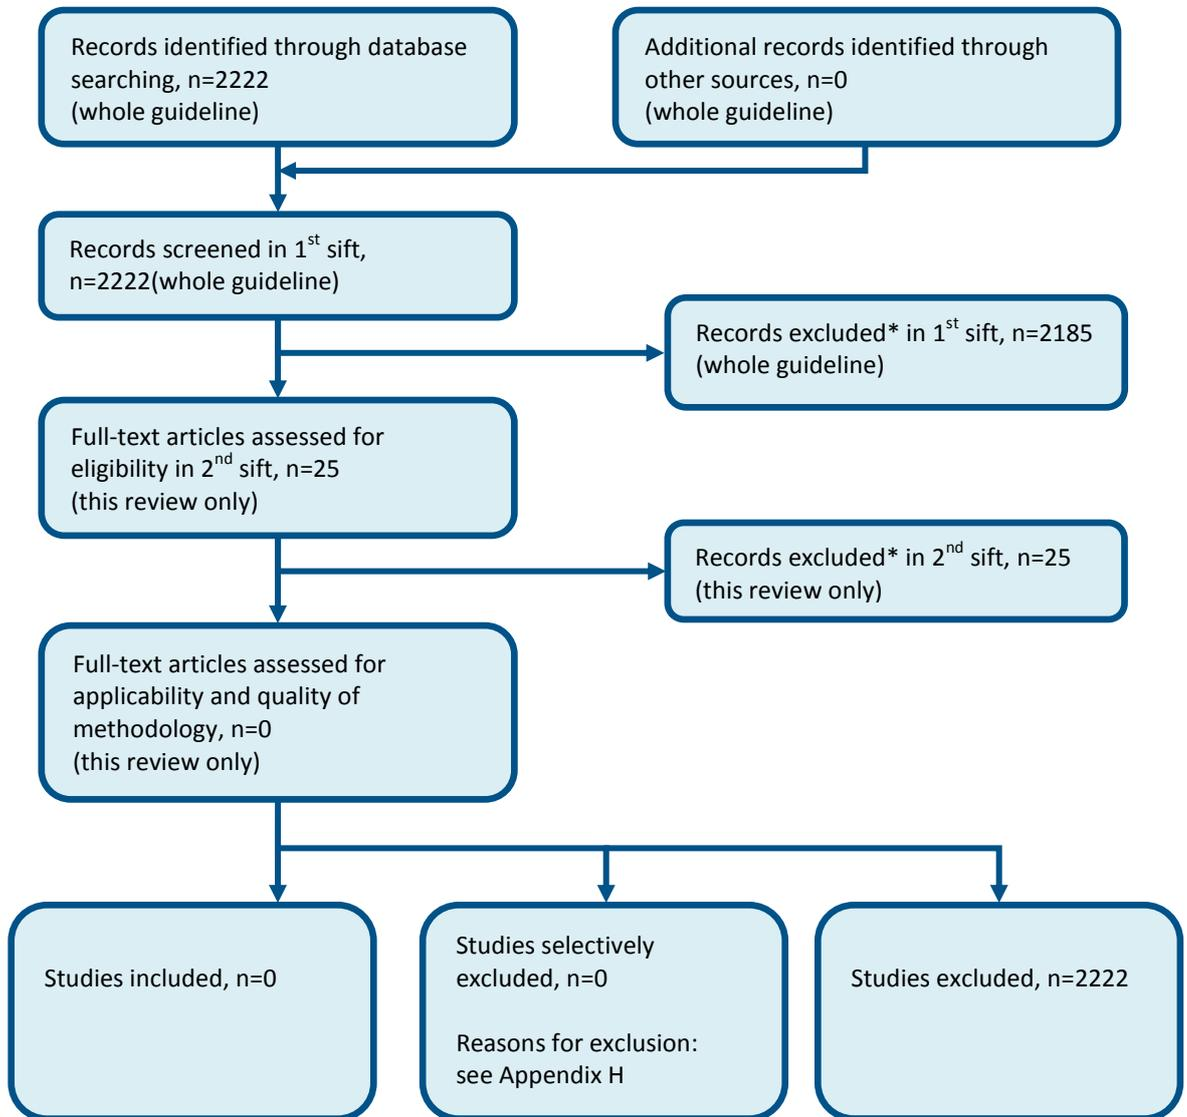 Records identified through database
searching, n=2222
(whole guideline)
Additional records identified through
other sources, n=0
(whole guideline)
Records screened in 1st sift,
n=2222(whole guideline)
Records excluded* in 1st sift, n=2185
(whole guideline)
Full-text articles assessed for
eligibility in 2nd sift, n=25
(this review only)
Records excluded* in 2nd sift, n=25
(this review only)
Full-text articles assessed for
applicability and quality of
methodology, n=0
(this review only)
Studies included, n=0
Studies selectively
excluded, n=0
Reasons for exclusion:
see Appendix H
Studies excluded, n=2222